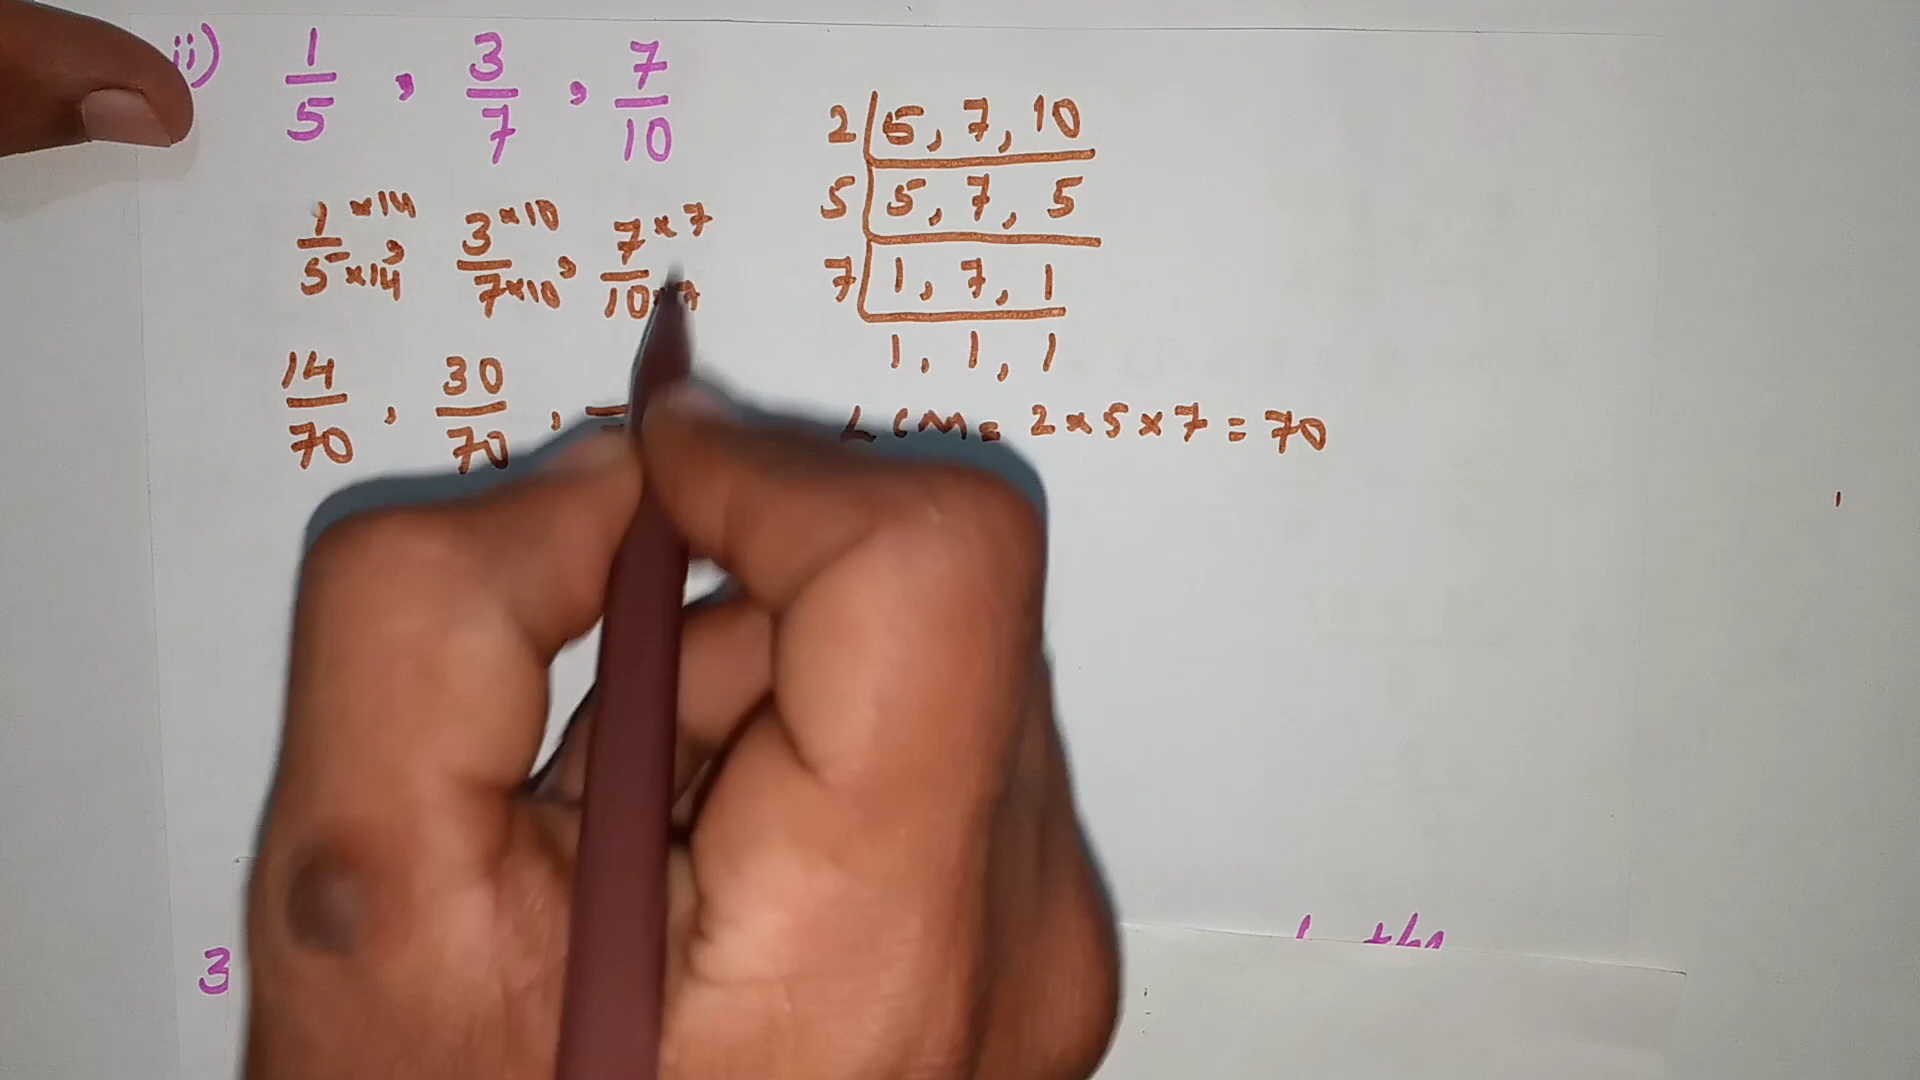 ii) 1/5 , 3/7 , 7/10
1×14/5×14 , 3×10/7×10 , 7×7/10×7
14/70 , 30/70 ,
2 | 5, 7, 10
5 | 5, 7, 5
7 | 1, 7, 1
1, 1, 1
LCM = 2×5×7 = 70
3